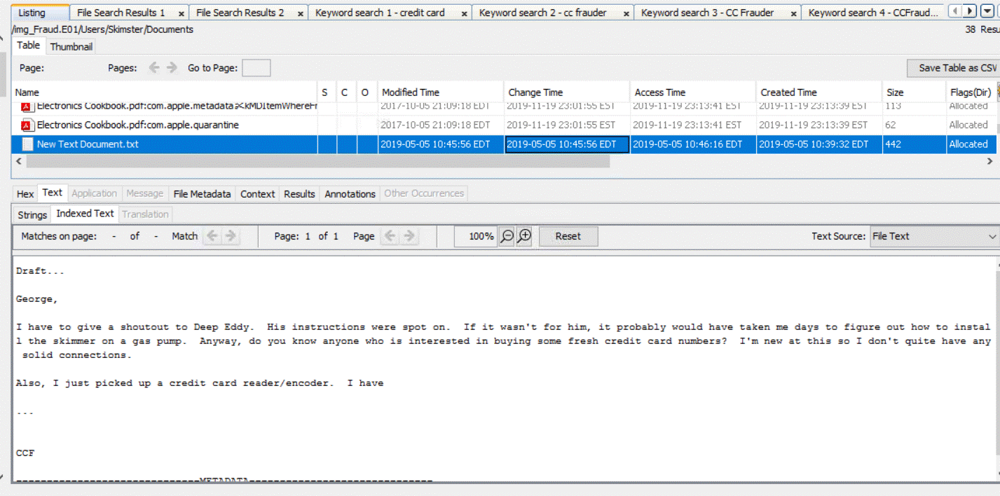 Listing File Search Results 1 x File Search Results 2 x Keyword search 1 - credit card x Keyword search 2 - cc frauder x Keyword search 3 - CC Frauder x Keyword search 4 - CCFraud...
/img_Fraud.E01/Users/Skimster/Documents 38 Resu
Table Thumbnail
Page: Pages: Go to Page: Save Table as CSV
Name S C O Modified Time Change Time Access Time Created Time Size Flags(Dir)
Electronics Cookbook.pdf:com.apple.metadata 2017-10-05 21:09:18 EDT 2019-11-19 23:01:55 EST 2019-11-19 23:13:41 EST 2019-11-19 23:13:39 EST 113 Allocated
Electronics Cookbook.pdf:com.apple.quarantine 2017-10-05 21:09:18 EDT 2019-11-19 23:01:55 EST 2019-11-19 23:13:41 EST 2019-11-19 23:13:39 EST 62 Allocated
New Text Document.txt 2019-05-05 10:45:56 EDT 2019-05-05 10:45:56 EDT 2019-05-05 10:46:16 EDT 2019-05-05 10:39:32 EDT 442 Allocated
Hex Text Application Message File Metadata Context Results Annotations Other Occurrences
Strings Indexed Text Translation
Matches on page: - of - Match Page: 1 of 1 Page 100% Reset Text Source: File Text
Draft...
George,
I have to give a shoutout to Deep Eddy. His instructions were spot on. If it wasn't for him, it probably would have taken me days to figure out how to instal
l the skimmer on a gas pump. Anyway, do you know anyone who is interested in buying some fresh credit card numbers? I'm new at this so I don't quite have any
solid connections.
Also, I just picked up a credit card reader/encoder. I have
...
CCF
------------------------------METADATA------------------------------